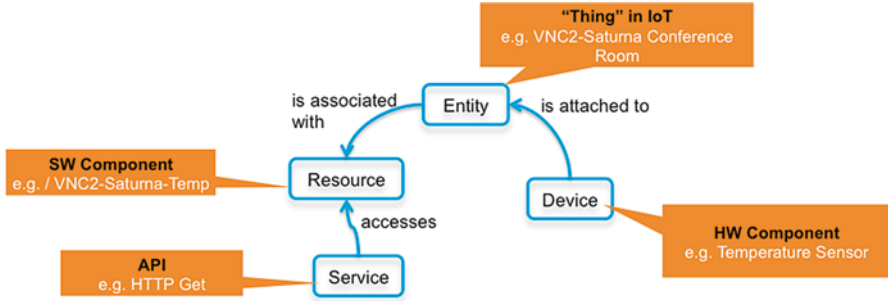 “Thing” in IoT
e.g. VNC2-Saturna Conference
Room
is associated
with
Entity
is attached to
SW Component
e.g. / VNC2-Saturna-Temp
Resource
Device
accesses
HW Component
e.g. Temperature Sensor
API
e.g. HTTP Get
Service